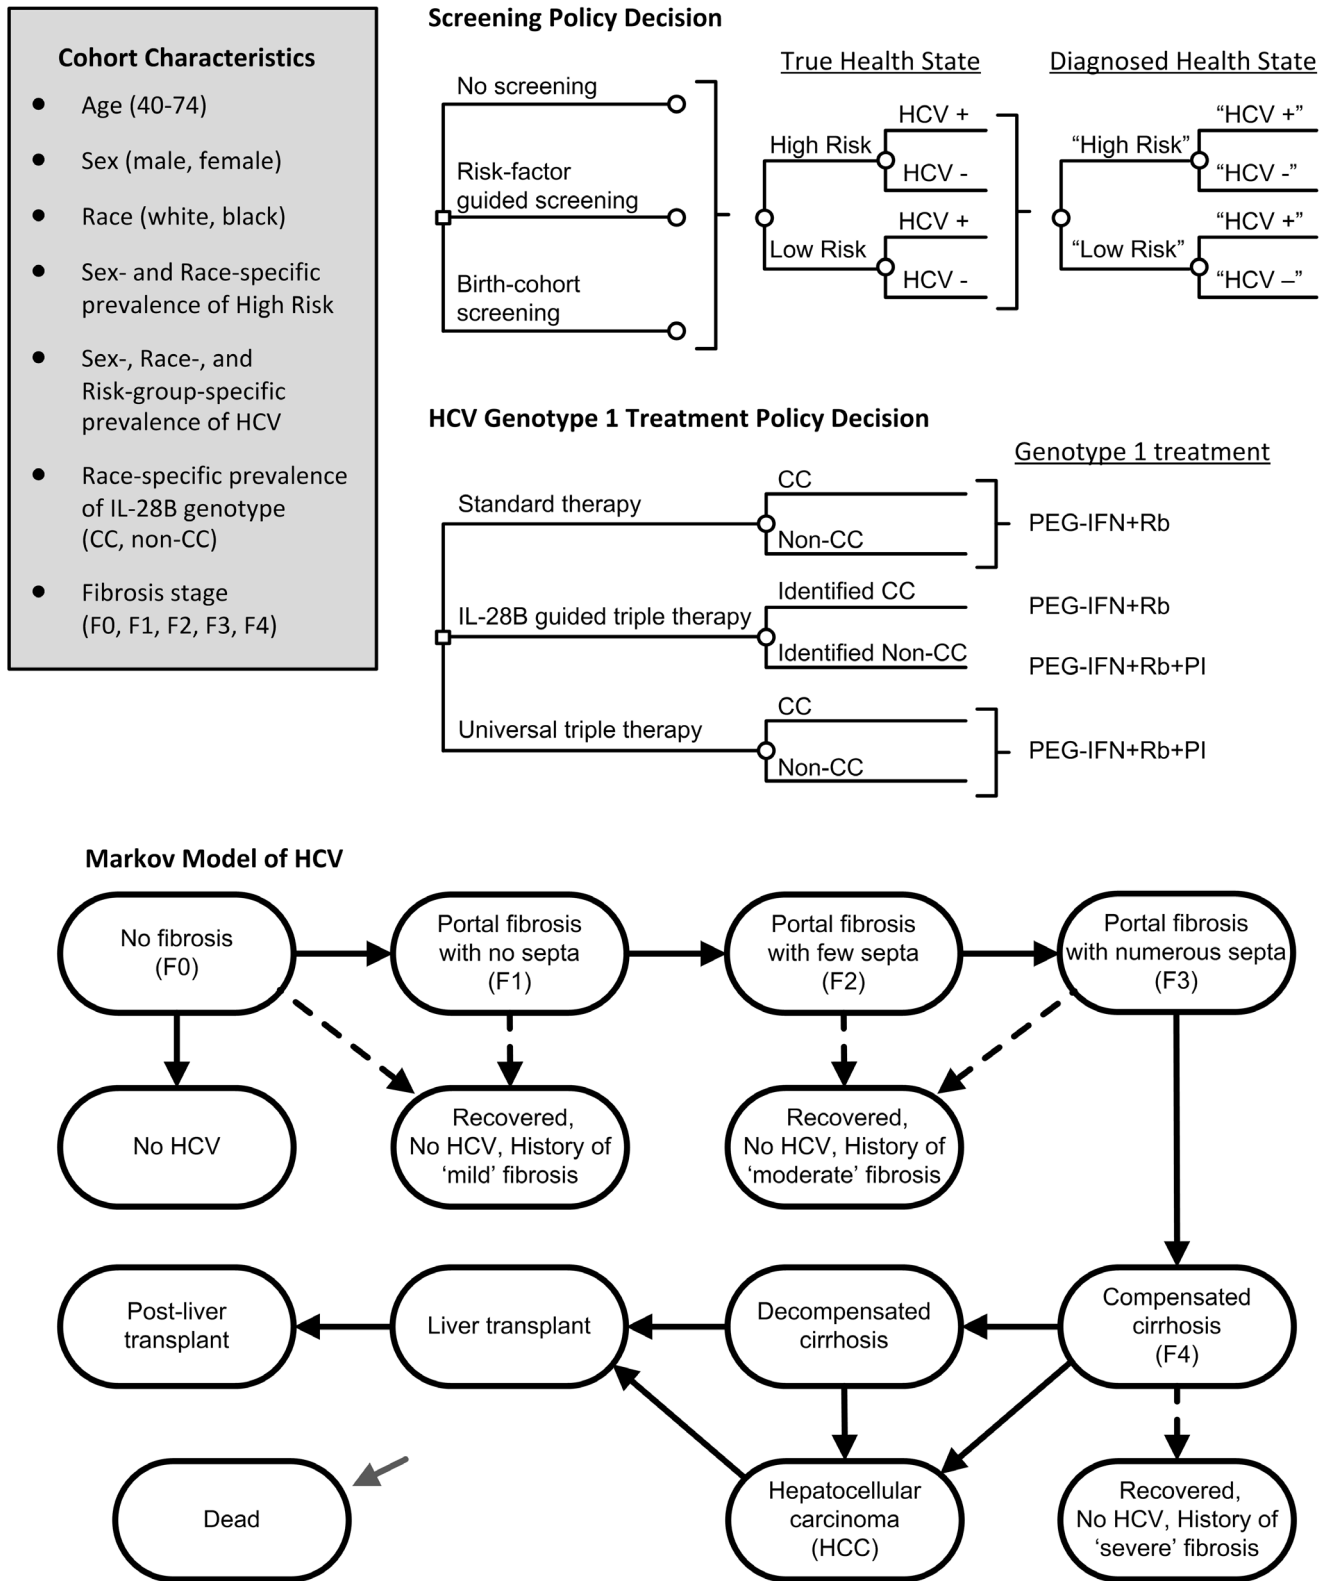 Cohort Characteristics
● Age (40-74)
● Sex (male, female)
● Race (white, black)
● Sex- and Race-specific
prevalence of High Risk
● Sex-, Race-, and
Risk-group-specific
prevalence of HCV
● Race-specific prevalence
of IL-28B genotype
(CC, non-CC)
● Fibrosis stage
(F0, F1, F2, F3, F4)
Screening Policy Decision
No screening
Risk-factor
guided screening
Birth-cohort
screening
True Health State
High Risk
HCV +
HCV -
Low Risk
HCV +
HCV -
Diagnosed Health State
“High Risk”
“HCV +”
“HCV -”
“Low Risk”
“HCV +”
“HCV –”
HCV Genotype 1 Treatment Policy Decision
Genotype 1 treatment
Standard therapy
CC
Non-CC
PEG-IFN+Rb
IL-28B guided triple therapy
Identified CC
PEG-IFN+Rb
Identified Non-CC
PEG-IFN+Rb+PI
Universal triple therapy
CC
Non-CC
PEG-IFN+Rb+PI
Markov Model of HCV
No fibrosis
(F0)
Portal fibrosis
with no septa
(F1)
Portal fibrosis
with few septa
(F2)
Portal fibrosis
with numerous septa
(F3)
No HCV
Recovered,
No HCV, History of
‘mild’ fibrosis
Recovered,
No HCV, History of
‘moderate’ fibrosis
Post-liver
transplant
Liver transplant
Decompensated
cirrhosis
Compensated
cirrhosis
(F4)
Dead
Hepatocellular
carcinoma
(HCC)
Recovered,
No HCV, History of
‘severe’ fibrosis